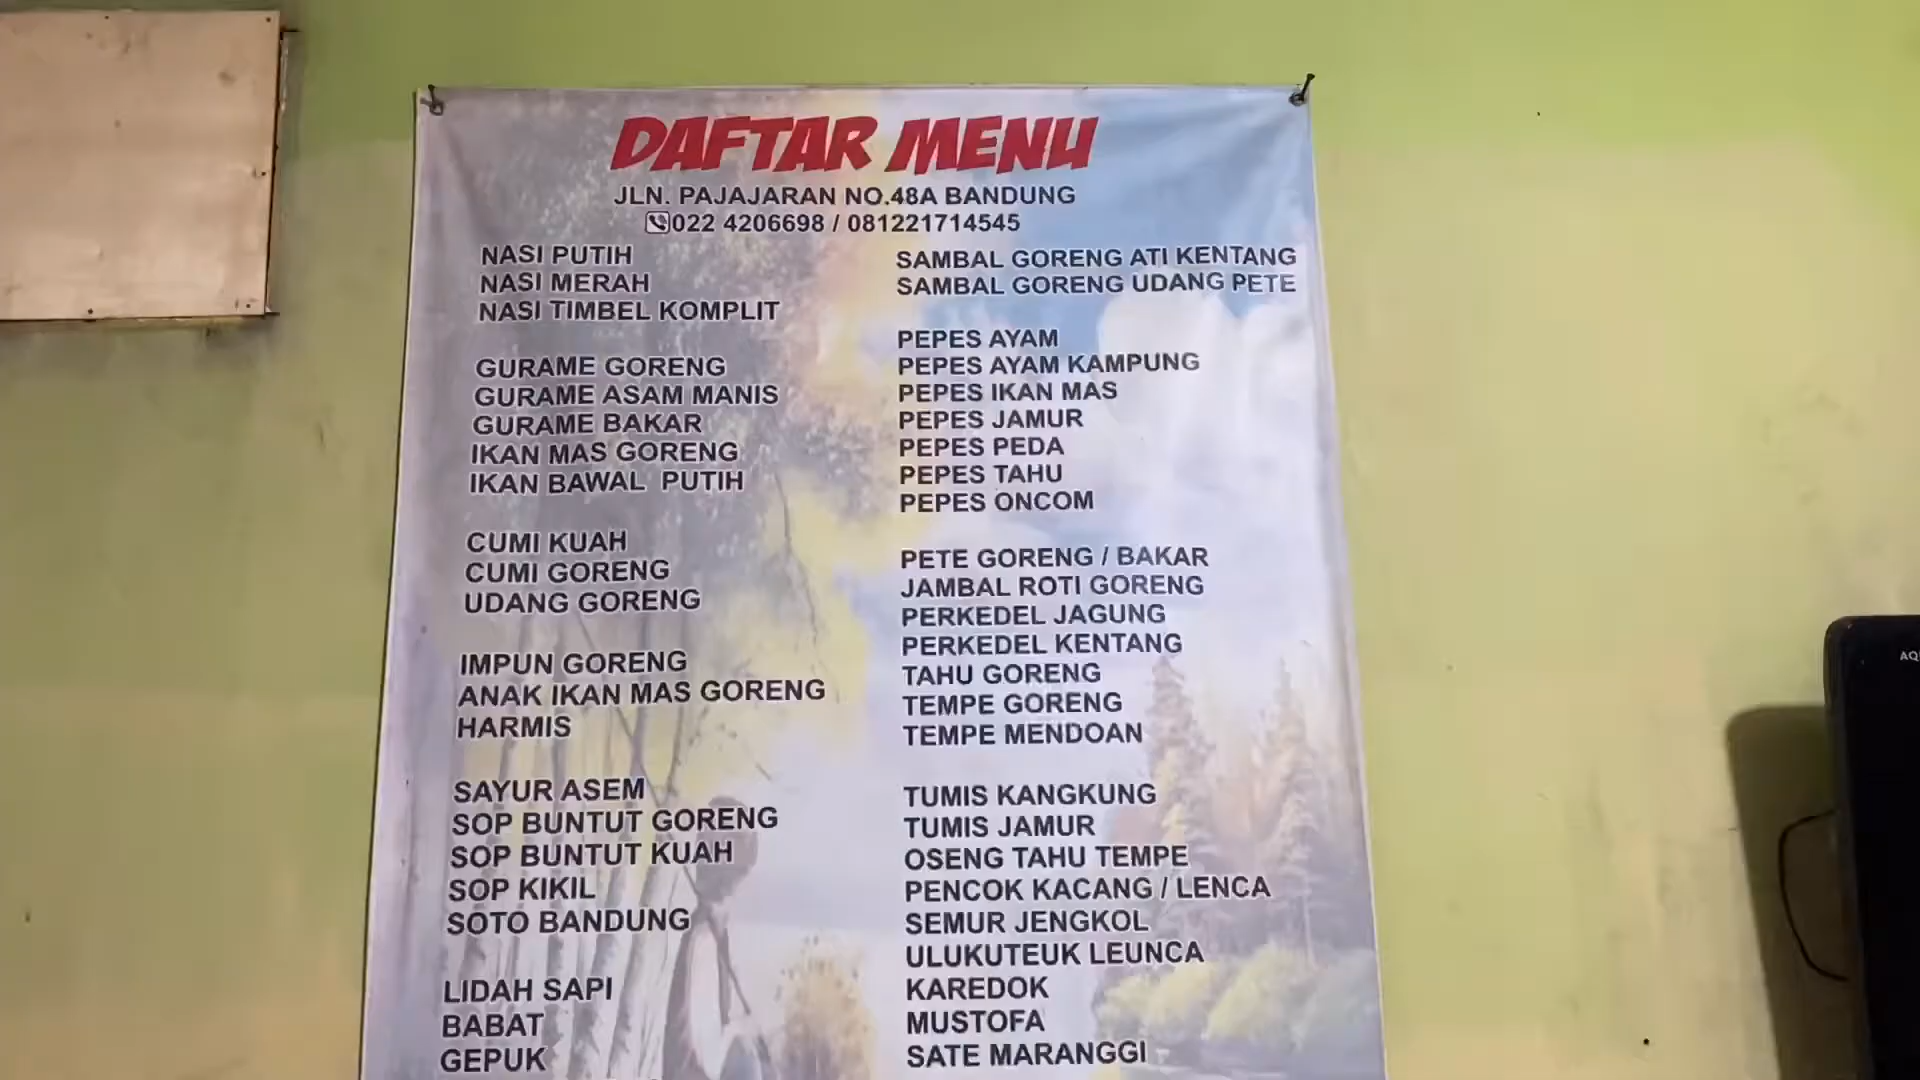 DAFTAR MENU
JLN. PAJAJARAN NO.48A BANDUNG
022 4206698 / 081221714545
NASI PUTIH
NASI MERAH
NASI TIMBEL KOMPLIT
GURAME GORENG
GURAME ASAM MANIS
GURAME BAKAR
IKAN MAS GORENG
IKAN BAWAL PUTIH
CUMI KUAH
CUMI GORENG
UDANG GORENG
IMPUN GORENG
ANAK IKAN MAS GORENG
HARMIS
SAYUR ASEM
SOP BUNTUT GORENG
SOP BUNTUT KUAH
SOP KIKIL
SOTO BANDUNG
LIDAH SAPI
BABAT
GEPUK
SAMBAL GORENG ATI KENTANG
SAMBAL GORENG UDANG PETE
PEPES AYAM
PEPES AYAM KAMPUNG
PEPES IKAN MAS
PEPES JAMUR
PEPES PEDA
PEPES TAHU
PEPES ONCOM
PETE GORENG / BAKAR
JAMBAL ROTI GORENG
PERKEDEL JAGUNG
PERKEDEL KENTANG
TAHU GORENG
TEMPE GORENG
TEMPE MENDOAN
TUMIS KANGKUNG
TUMIS JAMUR
OSENG TAHU TEMPE
PENCOK KACANG / LENCA
SEMUR JENGKOL
ULUKUTEUK LEUNCA
KAREDOK
MUSTOFA
SATE MARANGGI